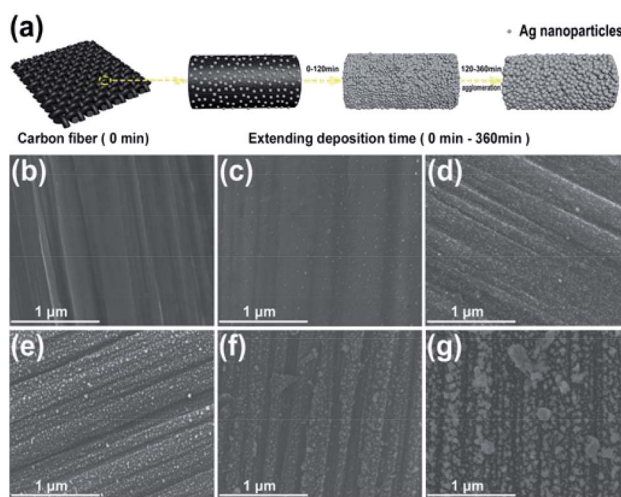 (a)
Ag nanoparticles
0-120min
120-360min
agglomeration
Carbon fiber ( 0 min)
Extending deposition time ( 0 min - 360min )
(b)
(c)
(d)
1 μm
1 μm
1 μm
(e)
(f)
(g)
1 μm
1 μm
1 μm